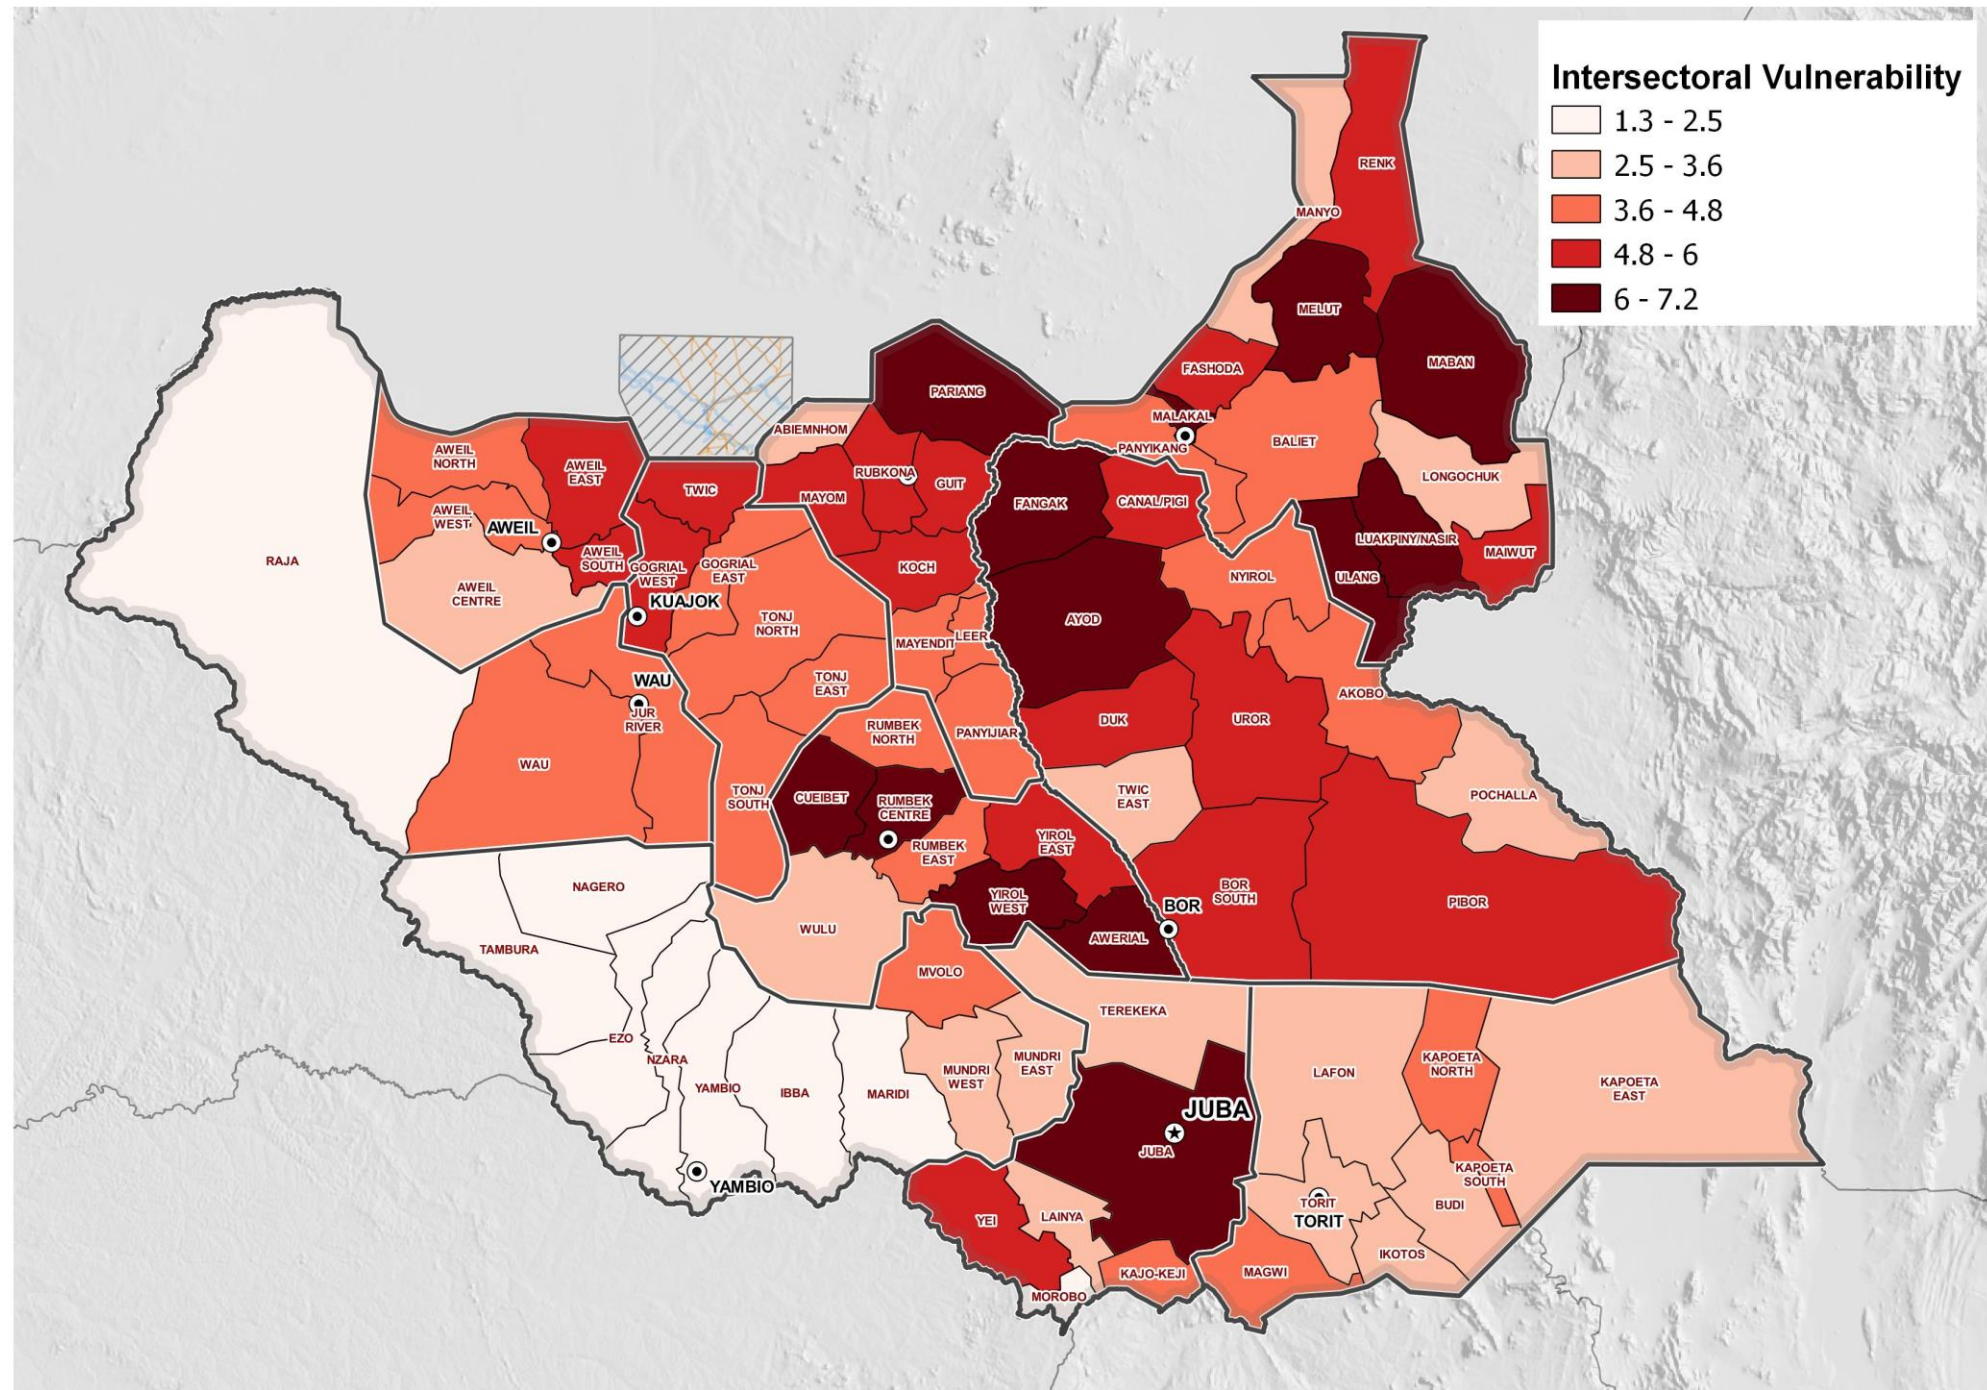 Intersectoral Vulnerability
1.3 - 2.5
2.5 - 3.6
3.6 - 4.8
4.8 - 6
6 - 7.2
RENK
MANYO
MELUT
MABAN
FASHODA
PARIANG
MALAKAL
ABIEMNHOM
BALIET
PANYIKANG
AWEIL
NORTH
AWEIL
EAST
RUBKONA
GUIT
LONGOCHUK
TWIC
MAYOM
FANGAK
CANAL/PIGI
AWEIL
WEST
AWEIL
LUAKPINY/NASIR
MAIWUT
RAJA
AWEIL
SOUTH
GOGRIAL
WEST
GOGRIAL
EAST
KOCH
NYIROL
ULANG
AWEIL
CENTRE
KUAJOK
TONJ
NORTH
AYOD
MAYENDIT
LEER
WAU
TONJ
EAST
AKOBO
JUR
RIVER
DUK
UROR
RUMBEK
NORTH
PANYIJIAR
WAU
TONJ
SOUTH
CUEIBET
RUMBEK
CENTRE
TWIC
EAST
POCHALLA
RUMBEK
EAST
YIROL
EAST
NAGERO
YIROL
WEST
BOR
BOR
SOUTH
PIBOR
WULU
AWERIAL
TAMBURA
MVOLO
TEREKEKA
EZO
NZARA
YAMBIO
IBBA
MARIDI
MUNDRI
WEST
MUNDRI
EAST
LAFON
KAPOETA
NORTH
KAPOETA
EAST
JUBA
JUBA
KAPOETA
SOUTH
YAMBIO
TORIT
TORIT
BUDI
YEI
LAINYA
IKOTOS
KAJO-KEJI
MAGWI
MOROBO